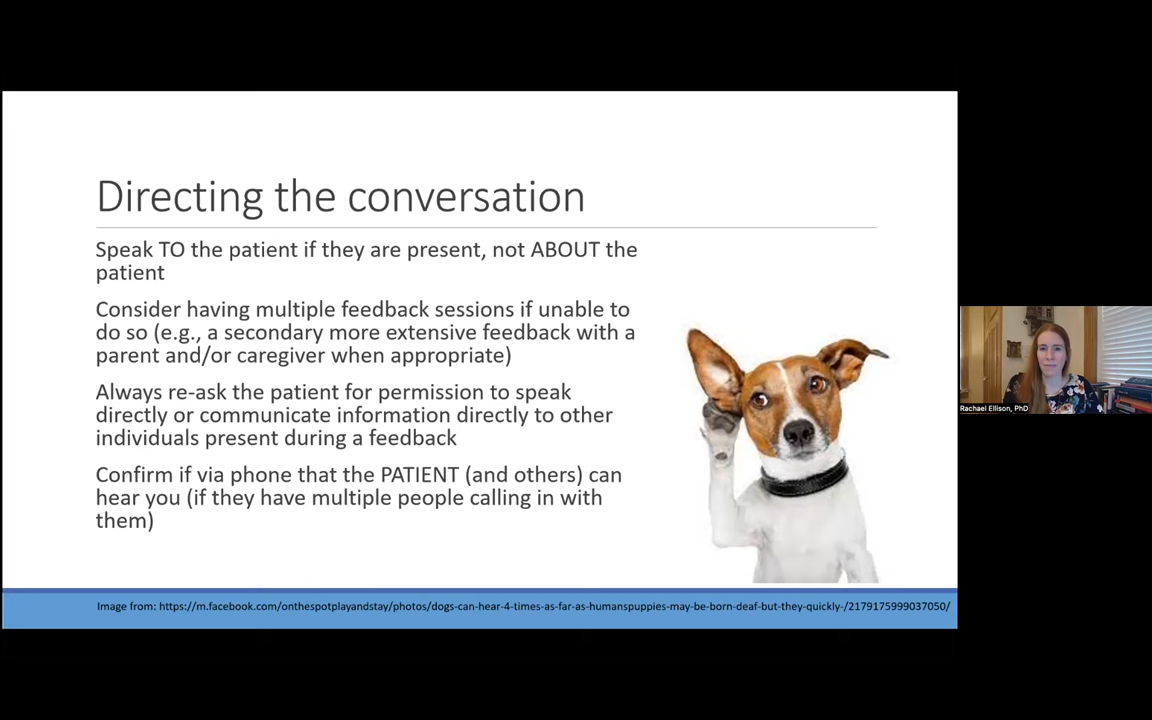 Directing the conversation
Speak TO the patient if they are present, not ABOUT the
patient
Consider having multiple feedback sessions if unable to
do so (e.g., a secondary more extensive feedback with a
parent and/or caregiver when appropriate)
Always re-ask the patient for permission to speak
directly or communicate information directly to other
individuals present during a feedback
Confirm if via phone that the PATIENT (and others) can
hear you (if they have multiple people calling in with
them)
Rachael Ellison, PhD
Image from: https://m.facebook.com/onthespotplayandstay/photos/dogs-can-hear-4-times-as-far-as-humanspuppies-may-be-born-deaf-but-they-quickly-/2179175999037050/